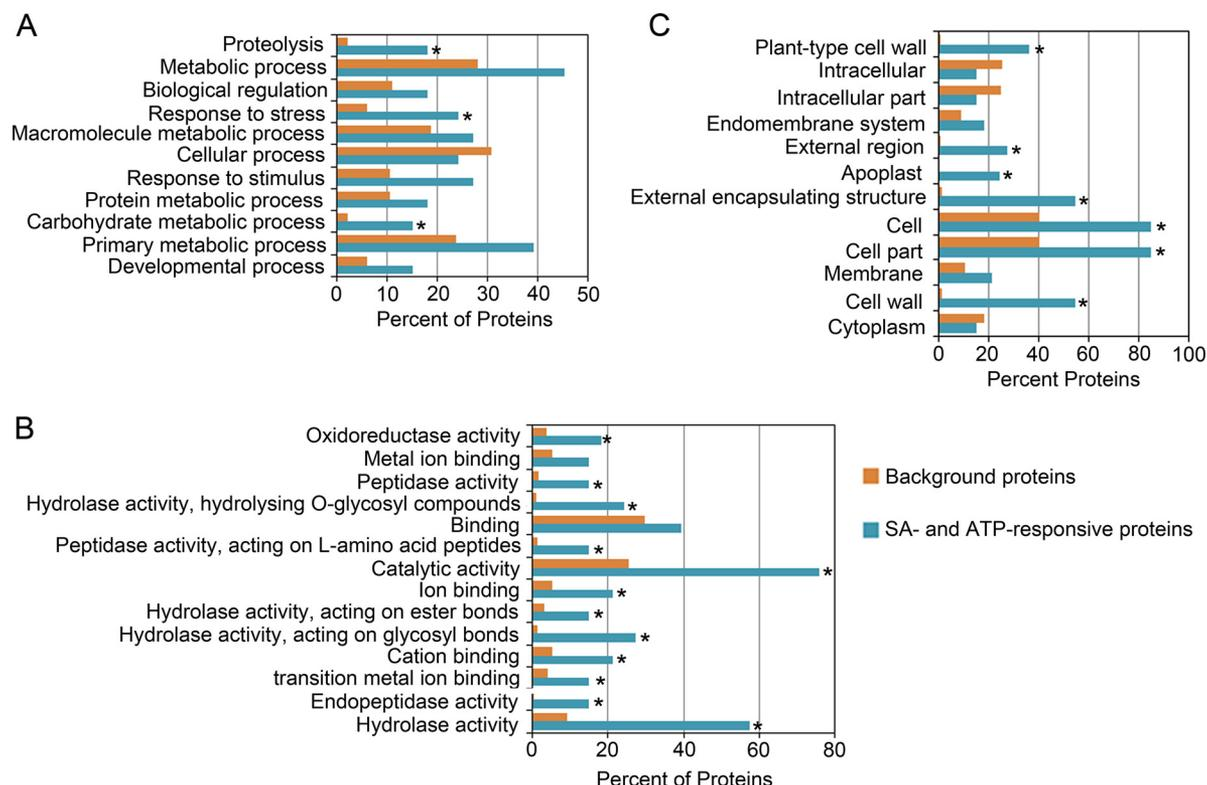 A
Proteolysis *
Metabolic process
Biological regulation
Response to stress *
Macromolecule metabolic process
Cellular process
Response to stimulus
Protein metabolic process
Carbohydrate metabolic process *
Primary metabolic process
Developmental process
0 10 20 30 40 50
Percent of Proteins
C
Plant-type cell wall *
Intracellular
Intracellular part
Endomembrane system
External region *
Apoplast *
External encapsulating structure *
Cell *
Cell part *
Membrane
Cell wall *
Cytoplasm
0 20 40 60 80 100
Percent Proteins
B
Oxidoreductase activity *
Metal ion binding
Peptidase activity *
Hydrolase activity, hydrolysing O-glycosyl compounds *
Binding
Peptidase activity, acting on L-amino acid peptides *
Catalytic activity *
Ion binding *
Hydrolase activity, acting on ester bonds *
Hydrolase activity, acting on glycosyl bonds *
Cation binding *
transition metal ion binding *
Endopeptidase activity *
Hydrolase activity *
0 20 40 60 80
Percent of Proteins
Background proteins
SA- and ATP-responsive proteins